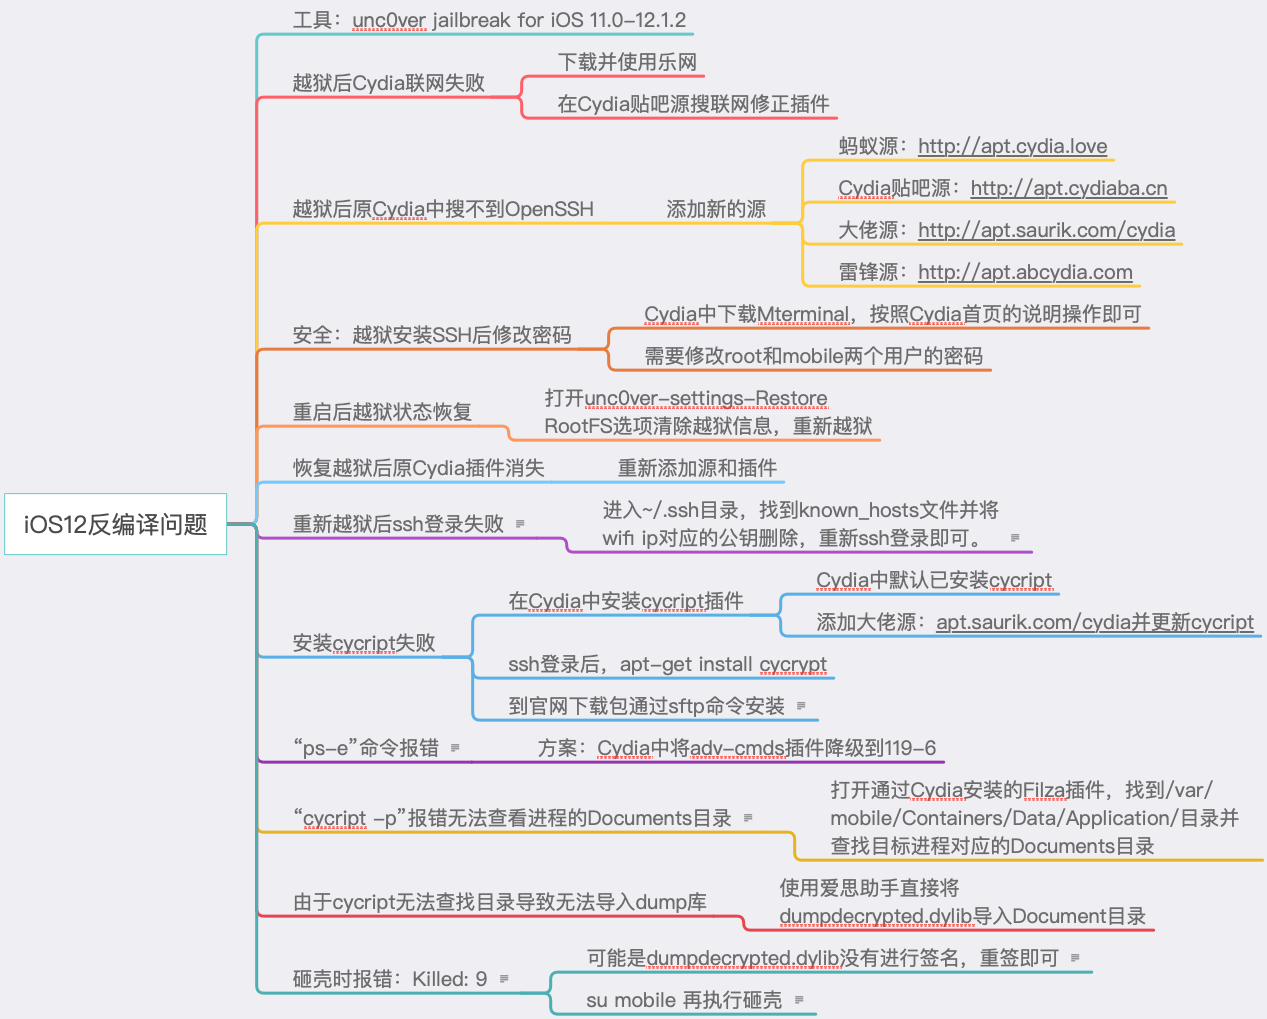 iOS12反编译问题
工具：unc0ver jailbreak for iOS 11.0-12.1.2
越狱后Cydia联网失败
下载并使用乐网
在Cydia贴吧源搜联网修正插件
越狱后原Cydia中搜不到OpenSSH
添加新的源
蚂蚁源：http://apt.cydia.love
Cydia贴吧源：http://apt.cydiaba.cn
大佬源：http://apt.saurik.com/cydia
雷锋源：http://apt.abcydia.com
安全：越狱安装SSH后修改密码
Cydia中下载Mterminal，按照Cydia首页的说明操作即可
需要修改root和mobile两个用户的密码
重启后越狱状态恢复
打开unc0ver-settings-Restore
RootFS选项清除越狱信息，重新越狱
恢复越狱后原Cydia插件消失
重新添加源和插件
重新越狱后ssh登录失败
进入~/.ssh目录，找到known_hosts文件并将
wifi ip对应的公钥删除，重新ssh登录即可。
安装cycript失败
在Cydia中安装cycript插件
Cydia中默认已安装cycript
添加大佬源：apt.saurik.com/cydia并更新cycript
ssh登录后，apt-get install cycrypt
到官网下载包通过sftp命令安装
“ps-e”命令报错
方案：Cydia中将adv-cmds插件降级到119-6
“cycript -p”报错无法查看进程的Documents目录
打开通过Cydia安装的Filza插件，找到/var/
mobile/Containers/Data/Application/目录并
查找目标进程对应的Documents目录
由于cycript无法查找目录导致无法导入dump库
使用爱思助手直接将
dumpdecrypted.dylib导入Document目录
砸壳时报错：Killed: 9
可能是dumpdecrypted.dylib没有进行签名，重签即可
su mobile 再执行砸壳